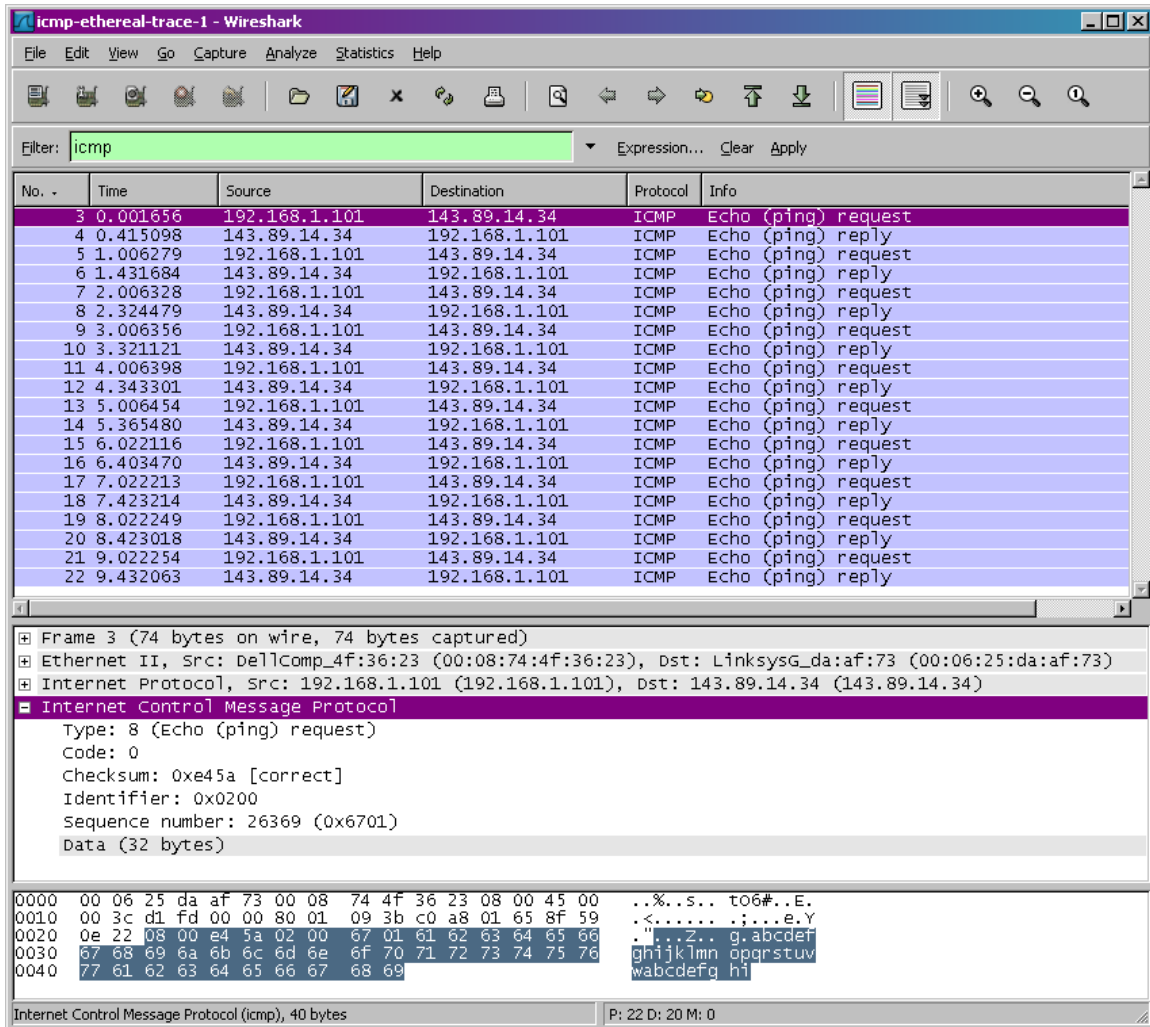 icmp-ethereal-trace-1 - Wireshark
File Edit View Go Capture Analyze Statistics Help
Filter: icmp Expression... Clear Apply
No. Time Source Destination Protocol Info
3 0.001656 192.168.1.101 143.89.14.34 ICMP Echo (ping) request
4 0.415098 143.89.14.34 192.168.1.101 ICMP Echo (ping) reply
5 1.006279 192.168.1.101 143.89.14.34 ICMP Echo (ping) request
6 1.431684 143.89.14.34 192.168.1.101 ICMP Echo (ping) reply
7 2.006328 192.168.1.101 143.89.14.34 ICMP Echo (ping) request
8 2.324479 143.89.14.34 192.168.1.101 ICMP Echo (ping) reply
9 3.006356 192.168.1.101 143.89.14.34 ICMP Echo (ping) request
10 3.321121 143.89.14.34 192.168.1.101 ICMP Echo (ping) reply
11 4.006398 192.168.1.101 143.89.14.34 ICMP Echo (ping) request
12 4.343301 143.89.14.34 192.168.1.101 ICMP Echo (ping) reply
13 5.006454 192.168.1.101 143.89.14.34 ICMP Echo (ping) request
14 5.365480 143.89.14.34 192.168.1.101 ICMP Echo (ping) reply
15 6.022116 192.168.1.101 143.89.14.34 ICMP Echo (ping) request
16 6.403470 143.89.14.34 192.168.1.101 ICMP Echo (ping) reply
17 7.022213 192.168.1.101 143.89.14.34 ICMP Echo (ping) request
18 7.423214 143.89.14.34 192.168.1.101 ICMP Echo (ping) reply
19 8.022249 192.168.1.101 143.89.14.34 ICMP Echo (ping) request
20 8.423018 143.89.14.34 192.168.1.101 ICMP Echo (ping) reply
21 9.022254 192.168.1.101 143.89.14.34 ICMP Echo (ping) request
22 9.432063 143.89.14.34 192.168.1.101 ICMP Echo (ping) reply
Frame 3 (74 bytes on wire, 74 bytes captured)
Ethernet II, Src: DellComp_4f:36:23 (00:08:74:4f:36:23), Dst: LinksysG_da:af:73 (00:06:25:da:af:73)
Internet Protocol, Src: 192.168.1.101 (192.168.1.101), Dst: 143.89.14.34 (143.89.14.34)
Internet Control Message Protocol
Type: 8 (Echo (ping) request)
Code: 0
Checksum: 0xe45a [correct]
Identifier: 0x0200
Sequence number: 26369 (0x6701)
Data (32 bytes)
0000 00 06 25 da af 73 00 08 74 4f 36 23 08 00 45 00 ..%..s.. tO6#..E.
0010 00 3c d1 fd 00 00 80 01 09 3b c0 a8 01 65 8f 59 .<...... .;...e.Y
0020 0e 22 08 00 e4 5a 02 00 67 01 61 62 63 64 65 66 ."...Z.. g.abcdef
0030 67 68 69 6a 6b 6c 6d 6e 6f 70 71 72 73 74 75 76 ghijklmn opqrstuv
0040 77 61 62 63 64 65 66 67 68 69 wabcdefg hi
Internet Control Message Protocol (icmp), 40 bytes P: 22 D: 20 M: 0